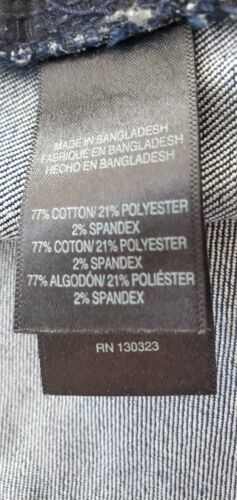 MADE IN BANGLADESH
FABRIQUÉ EN BANGLADESH
HECHO EN BANGLADESH
77% COTTON/ 21% POLYESTER
2% SPANDEX
77% COTON/ 21% POLYESTER
2% SPANDEX
77% ALGODÓN/ 21% POLIÉSTER
2% SPANDEX
RN 130323